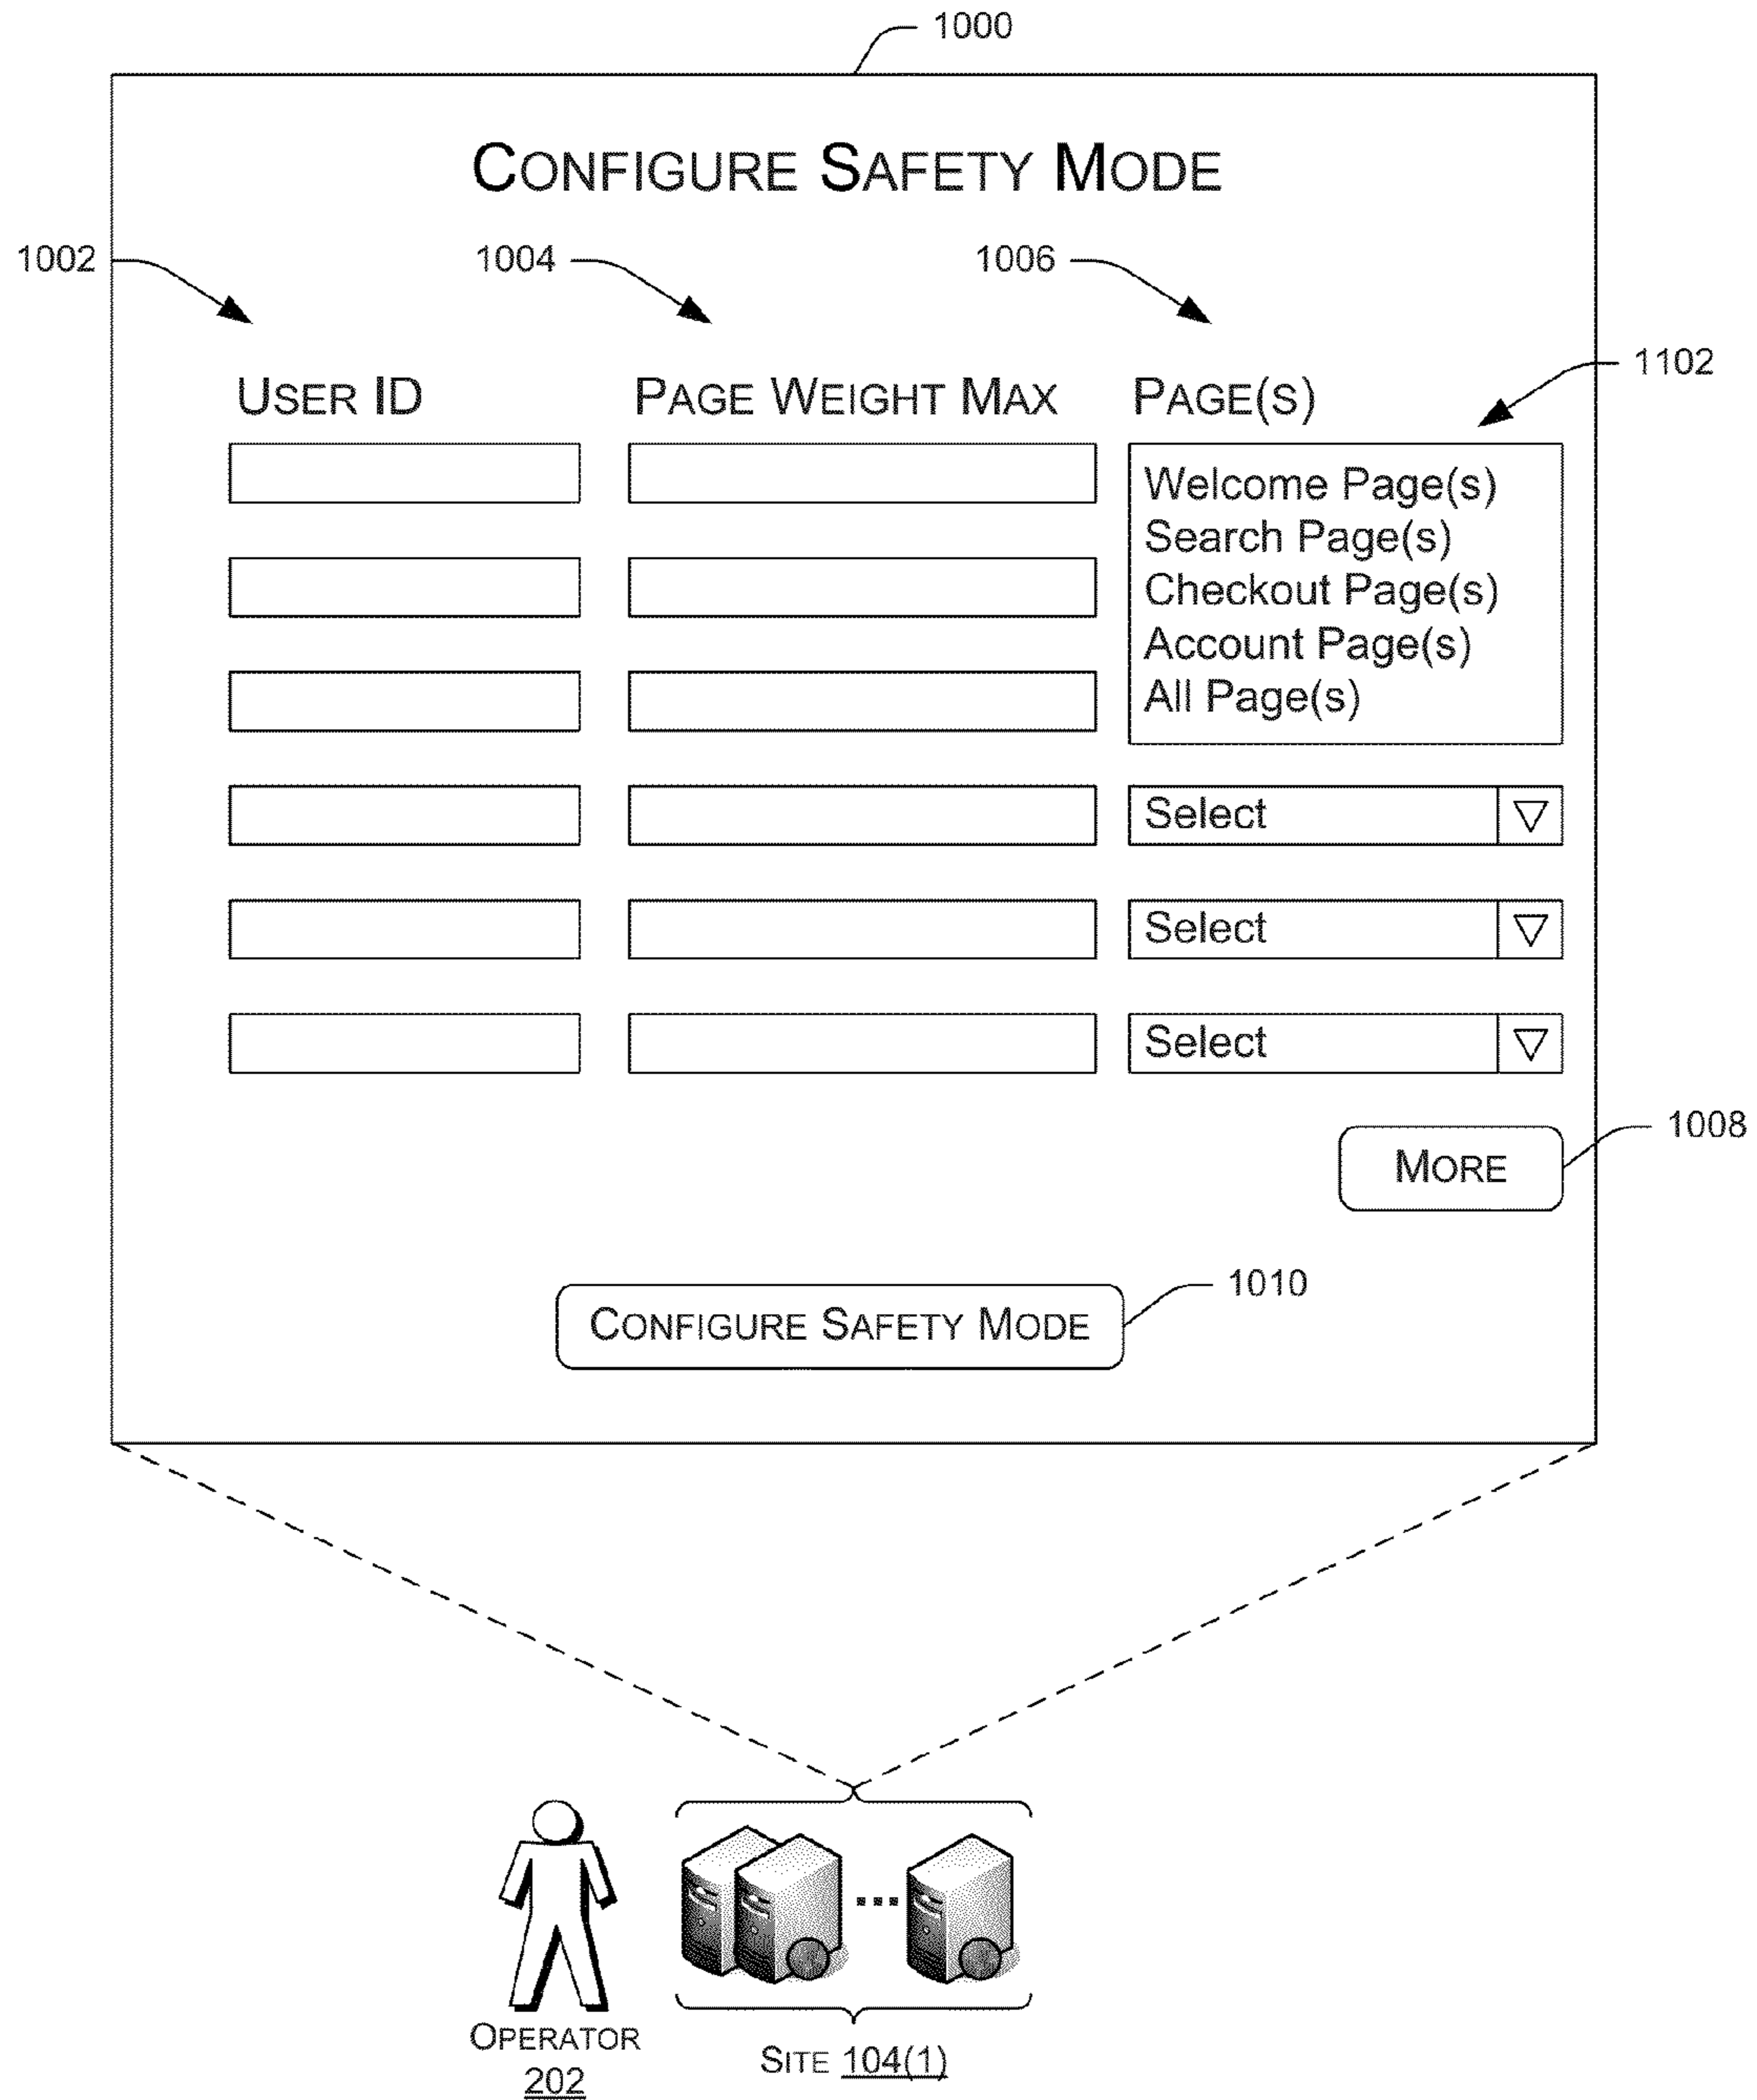 1000
CONFIGURE SAFETY MODE
1002
1004
1006
1102
USER ID
PAGE WEIGHT MAX
PAGE(S)
Welcome Page(s)
Search Page(s)
Checkout Page(s)
Account Page(s)
All Page(s)
Select
Select
Select
1008
MORE
1010
CONFIGURE SAFETY MODE
OPERATOR
202
SITE 104(1)